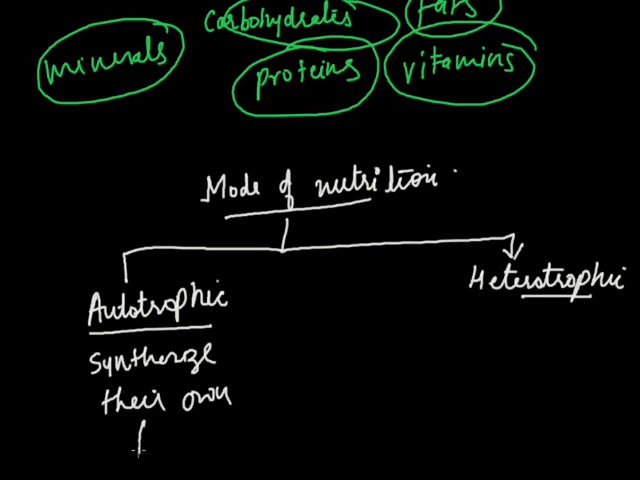 Carbohydrates fats
minerals proteins vitamins
Mode of nutrition
Autotrophic Heterotrophic
synthesize
their own